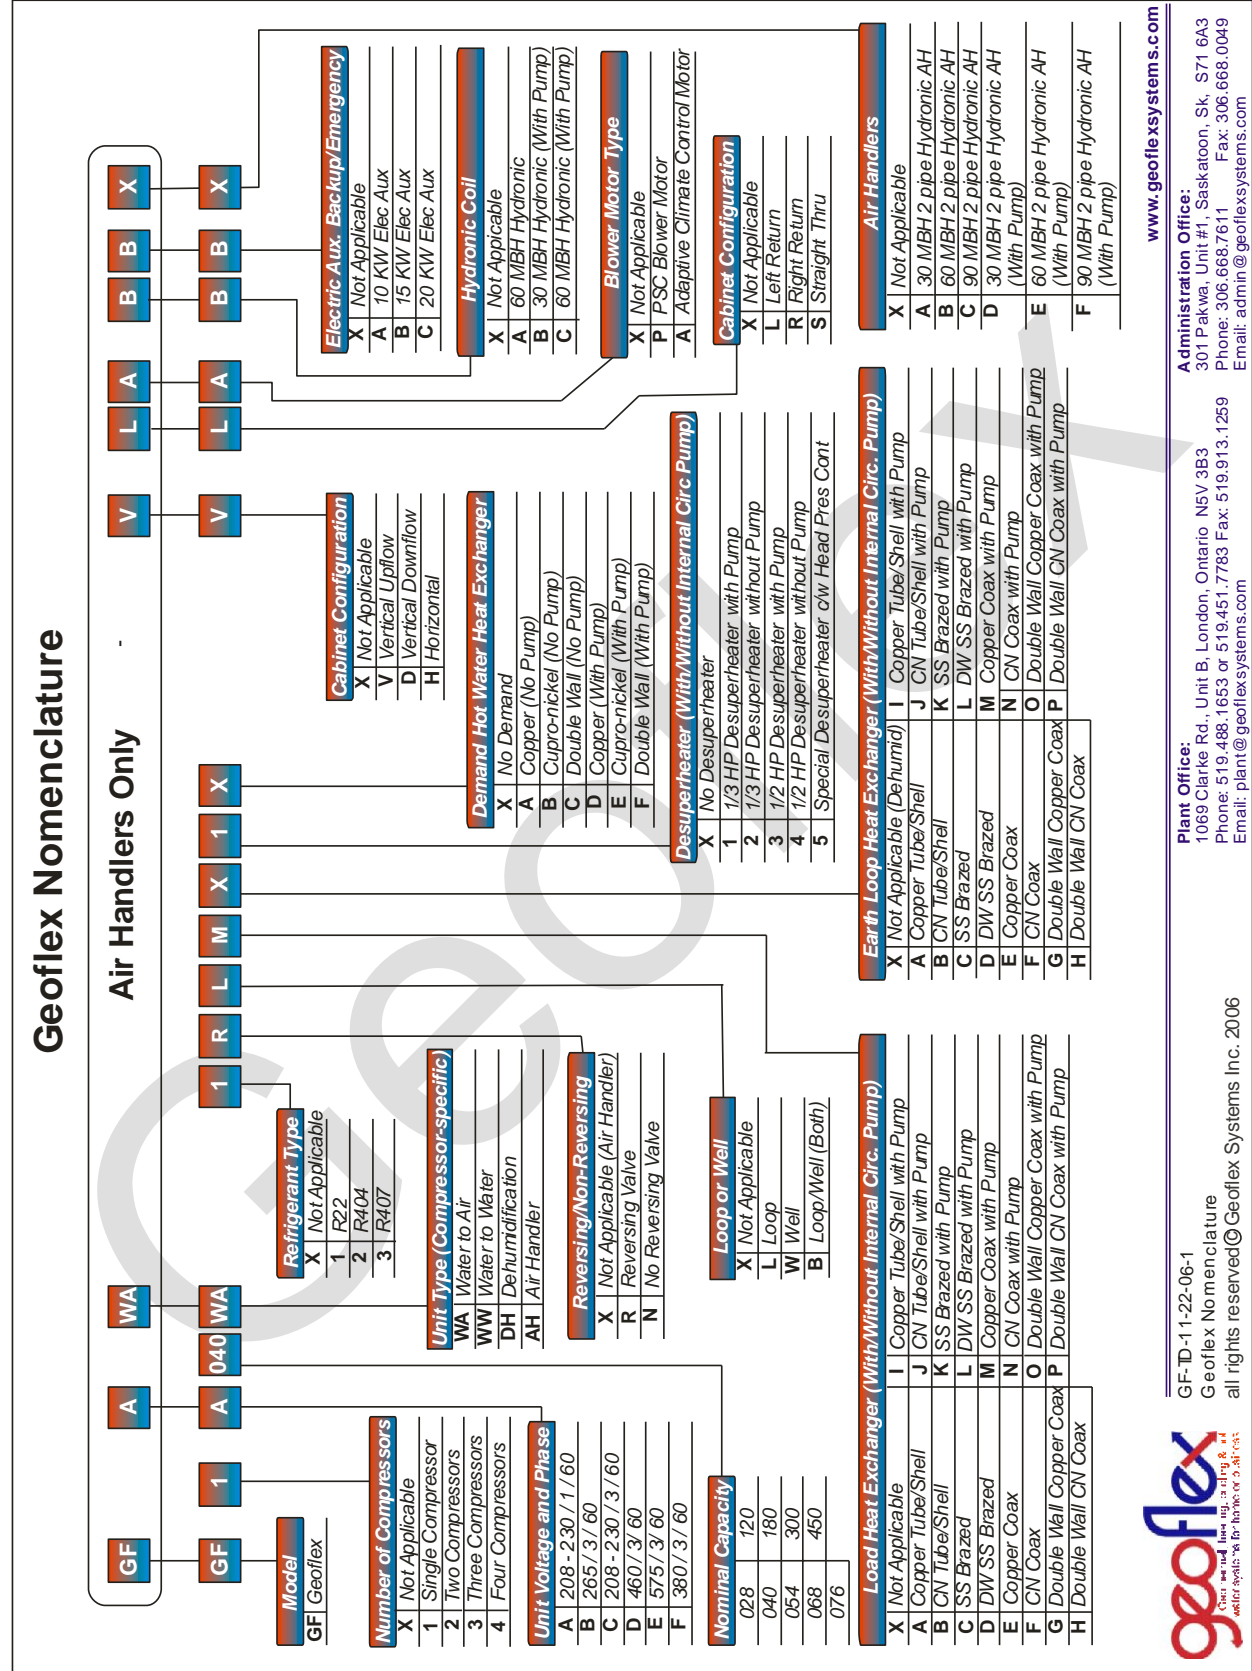 Geoflex Nomenclature
Air Handlers Only
-
GF A WA V L A B B X
GF 1 A 040 WA 1 R L M X 1 X V L A B B X
Model
GF Geoflex
Number of Compressors
X Not Applicable
1 Single Compressor
2 Two Compressors
3 Three Compressors
4 Four Compressors
Unit Voltage and Phase
A 208 - 230 / 1 / 60
B 265 / 3 / 60
C 208 - 230 / 3 / 60
D 460 / 3 / 60
E 575 / 3 / 60
F 380 / 3 / 60
Nominal Capacity
028 120
040 180
054 300
068 450
076
Refrigerant Type
X Not Applicable
1 R22
2 R404
3 R407
Unit Type (Compressor-specific)
WA Water to Air
WW Water to Water
DH Dehumidification
AH Air Handler
Reversing/Non-Reversing
X Not Applicable (Air Handler)
R Reversing Valve
N No Reversing Valve
Loop or Well
X Not Applicable
L Loop
W Well
B Loop/Well (Both)
Load Heat Exchanger (With/Without Internal Circ. Pump)
X Not Applicable I Copper Tube/Shell with Pump
A Copper Tube/Shell J CN Tube/Shell with Pump
B CN Tube/Shell K SS Brazed with Pump
C SS Brazed L DW SS Brazed with Pump
D DW SS Brazed M Copper Coax with Pump
E Copper Coax N CN Coax with Pump
F CN Coax O Double Wall Copper Coax with Pump
G Double Wall Copper Coax P Double Wall CN Coax with Pump
H Double Wall CN Coax
Cabinet Configuration
X Not Applicable
V Vertical Upflow
D Vertical Downflow
H Horizontal
Demand Hot Water Heat Exchanger
X No Demand
A Copper (No Pump)
B Cupro-nickel (No Pump)
C Double Wall (No Pump)
D Copper (With Pump)
E Cupro-nickel (With Pump)
F Double Wall (With Pump)
Desuperheater (With/Without Internal Circ Pump)
X No Desuperheater
1 1/3 HP Desuperheater with Pump
2 1/3 HP Desuperheater without Pump
3 1/2 HP Desuperheater with Pump
4 1/2 HP Desuperheater without Pump
5 Special Desuperheater c/w Head Pres Cont
Earth Loop Heat Exchanger (With/Without Internal Circ. Pump)
X Not Applicable (Dehumid) I Copper Tube/Shell with Pump
A Copper Tube/Shell J CN Tube/Shell with Pump
B CN Tube/Shell K SS Brazed with Pump
C SS Brazed L DW SS Brazed with Pump
D DW SS Brazed M Copper Coax with Pump
E Copper Coax N CN Coax with Pump
F CN Coax O Double Wall Copper Coax with Pump
G Double Wall Copper Coax P Double Wall CN Coax with Pump
H Double Wall CN Coax
Electric Aux. Backup/Emergency
X Not Applicable
A 10 KW Elec Aux
B 15 KW Elec Aux
C 20 KW Elec Aux
Hydronic Coil
X Not Appicable
A 60 MBH Hydronic
B 30 MBH Hydronic (With Pump)
C 60 MBH Hydronic (With Pump)
Blower Motor Type
X Not Applicable
P PSC Blower Motor
A Adaptive Climate Control Motor
Cabinet Configuration
X Not Applicable
L Left Return
R Right Return
S Straight Thru
Air Handlers
X Not Applicable
A 30 MBH 2 pipe Hydronic AH
B 60 MBH 2 pipe Hydronic AH
C 90 MBH 2 pipe Hydronic AH
D 30 MBH 2 pipe Hydronic AH
(With Pump)
E 60 MBH 2 pipe Hydronic AH
(With Pump)
F 90 MBH 2 pipe Hydronic AH
(With Pump)
Geoflex
www.geoflexsystems.com
geoflex
GF-TD-11-22-06-1
Geoflex Nomenclature
all rights reserved©Geoflex Systems Inc. 2006
Plant Office:
1069 Clarke Rd., Unit B, London, Ontario N5V 3B3
Phone: 519.488.1653 or 519.451.7783 Fax: 519.913.1259
Email: plant@geoflexsystems.com
Administration Office:
301 Pakwa, Unit #1, Saskatoon, Sk, S71 6A3
Phone: 306.668.7611 Fax: 306.668.0049
Email: admin@geoflexsystems.com